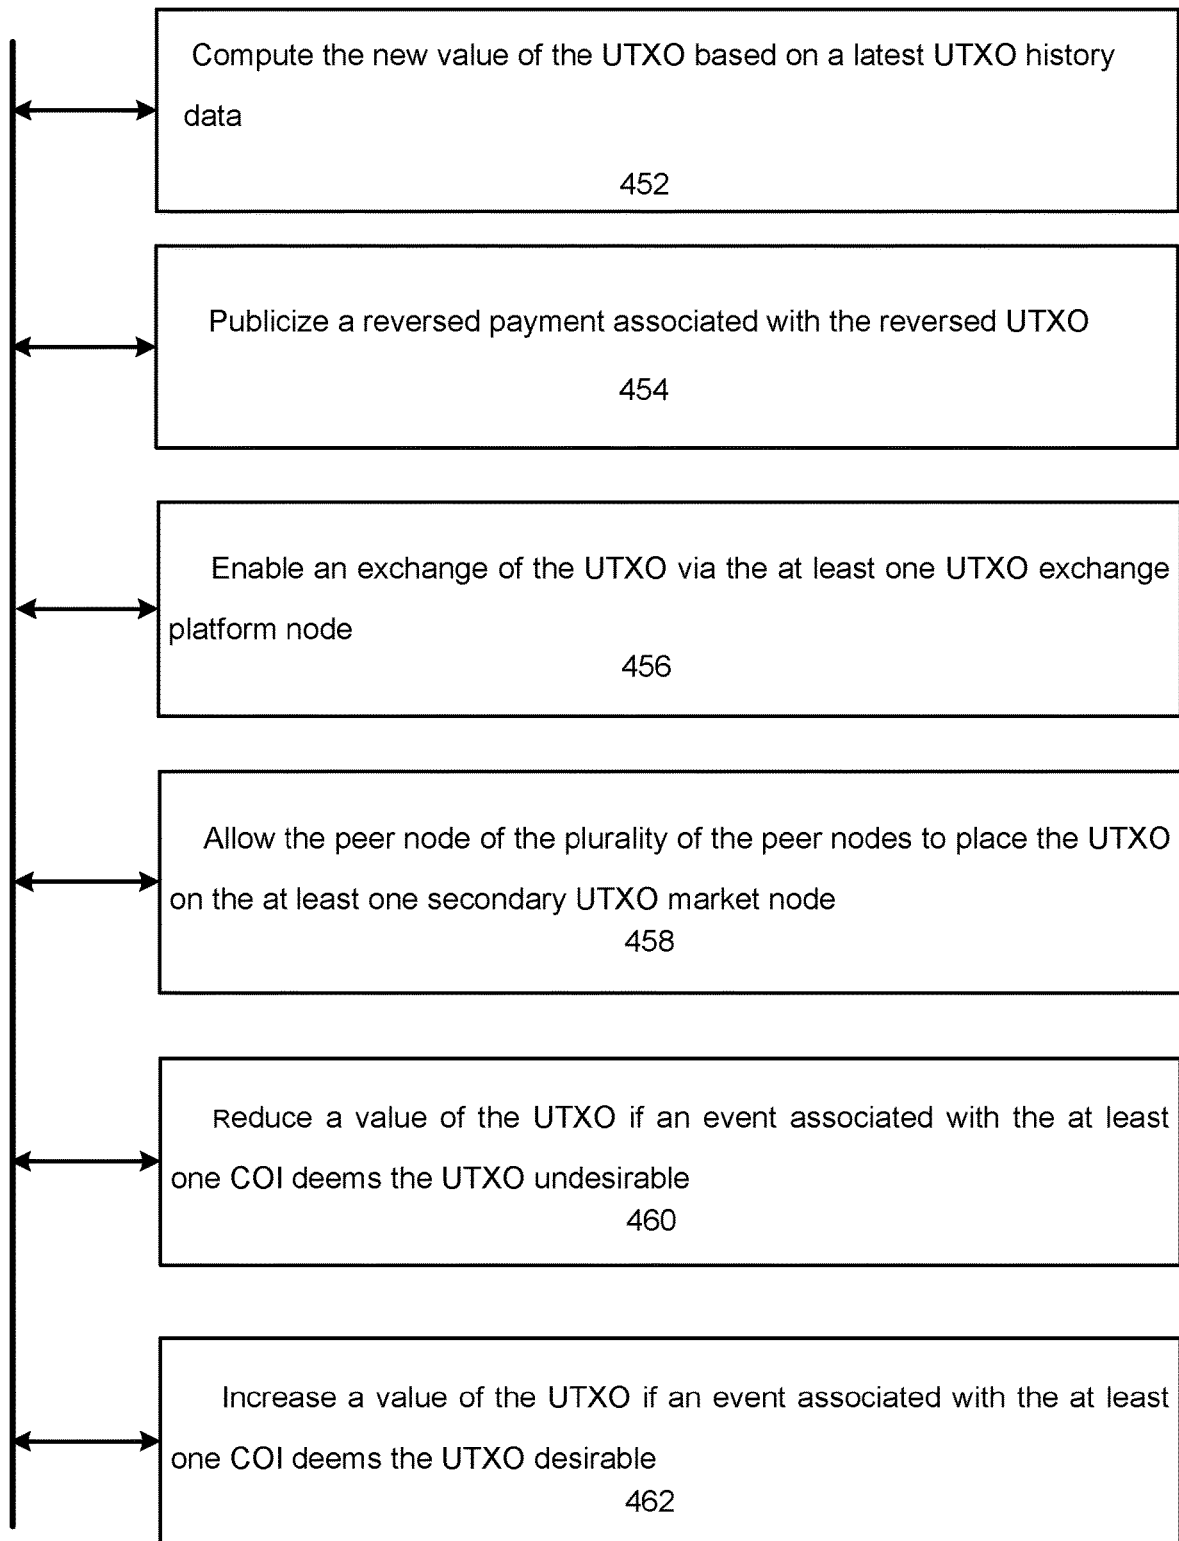 Compute the new value of the UTXO based on a latest UTXO history
data
452
Publicize a reversed payment associated with the reversed UTXO
454
Enable an exchange of the UTXO via the at least one UTXO exchange
platform node
456
Allow the peer node of the plurality of the peer nodes to place the UTXO
on the at least one secondary UTXO market node
458
Reduce a value of the UTXO if an event associated with the at least
one COI deems the UTXO undesirable
460
Increase a value of the UTXO if an event associated with the at least
one COI deems the UTXO desirable
462